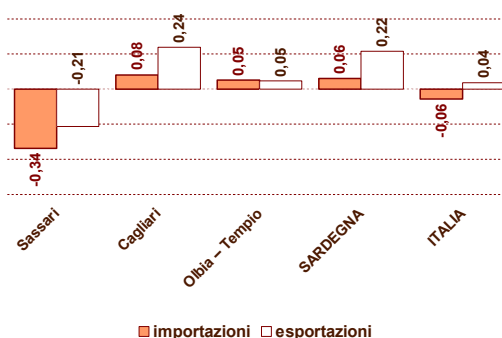 -0,34
-0,21
0,08
0,24
0,05
0,05
0,06
0,22
-0,06
0,04
Sassari
Cagliari
Olbia – Tempio
SARDEGNA
ITALIA
importazioni
esportazioni